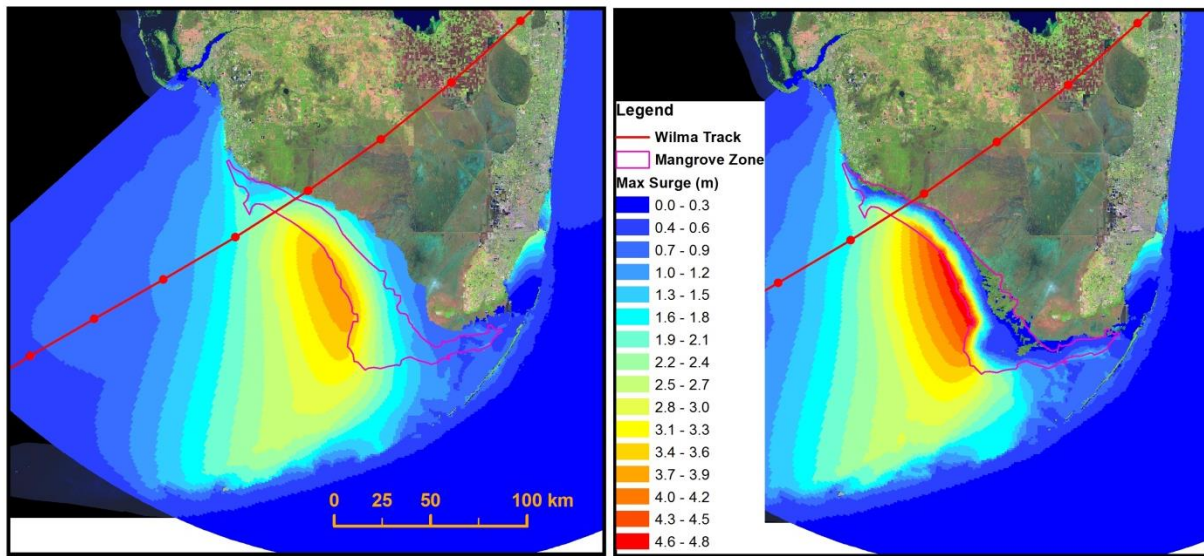 0 25 50 100 km
Legend
Wilma Track
Mangrove Zone
Max Surge (m)
0.0 - 0.3
0.4 - 0.6
0.7 - 0.9
1.0 - 1.2
1.3 - 1.5
1.6 - 1.8
1.9 - 2.1
2.2 - 2.4
2.5 - 2.7
2.8 - 3.0
3.1 - 3.3
3.4 - 3.6
3.7 - 3.9
4.0 - 4.2
4.3 - 4.5
4.6 - 4.8